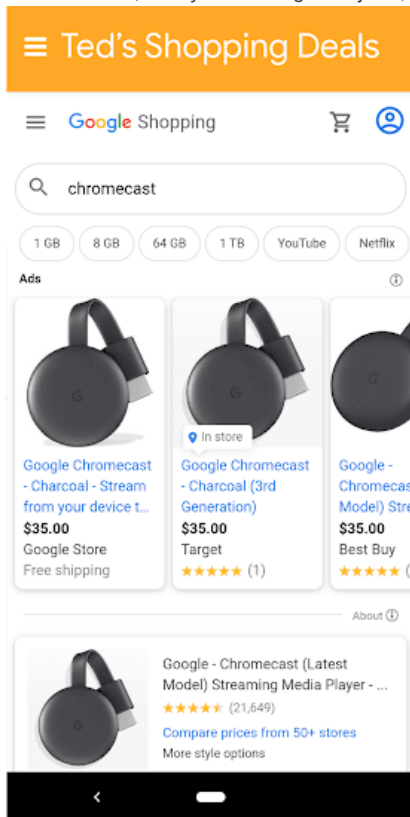 Ted's Shopping Deals
Google Shopping
chromecast
1 GB
8 GB
64 GB
1 TB
YouTube
Netflix
Ads
In store
Google Chromecast
- Charcoal - Stream
from your device t...
$35.00
Google Store
Free shipping
Google Chromecast
- Charcoal (3rd
Generation)
$35.00
Target
(1)
Google -
Chromecas
Model) Stre
$35.00
Best Buy
(
About
Google - Chromecast (Latest
Model) Streaming Media Player - ...
(21,649)
Compare prices from 50+ stores
More style options